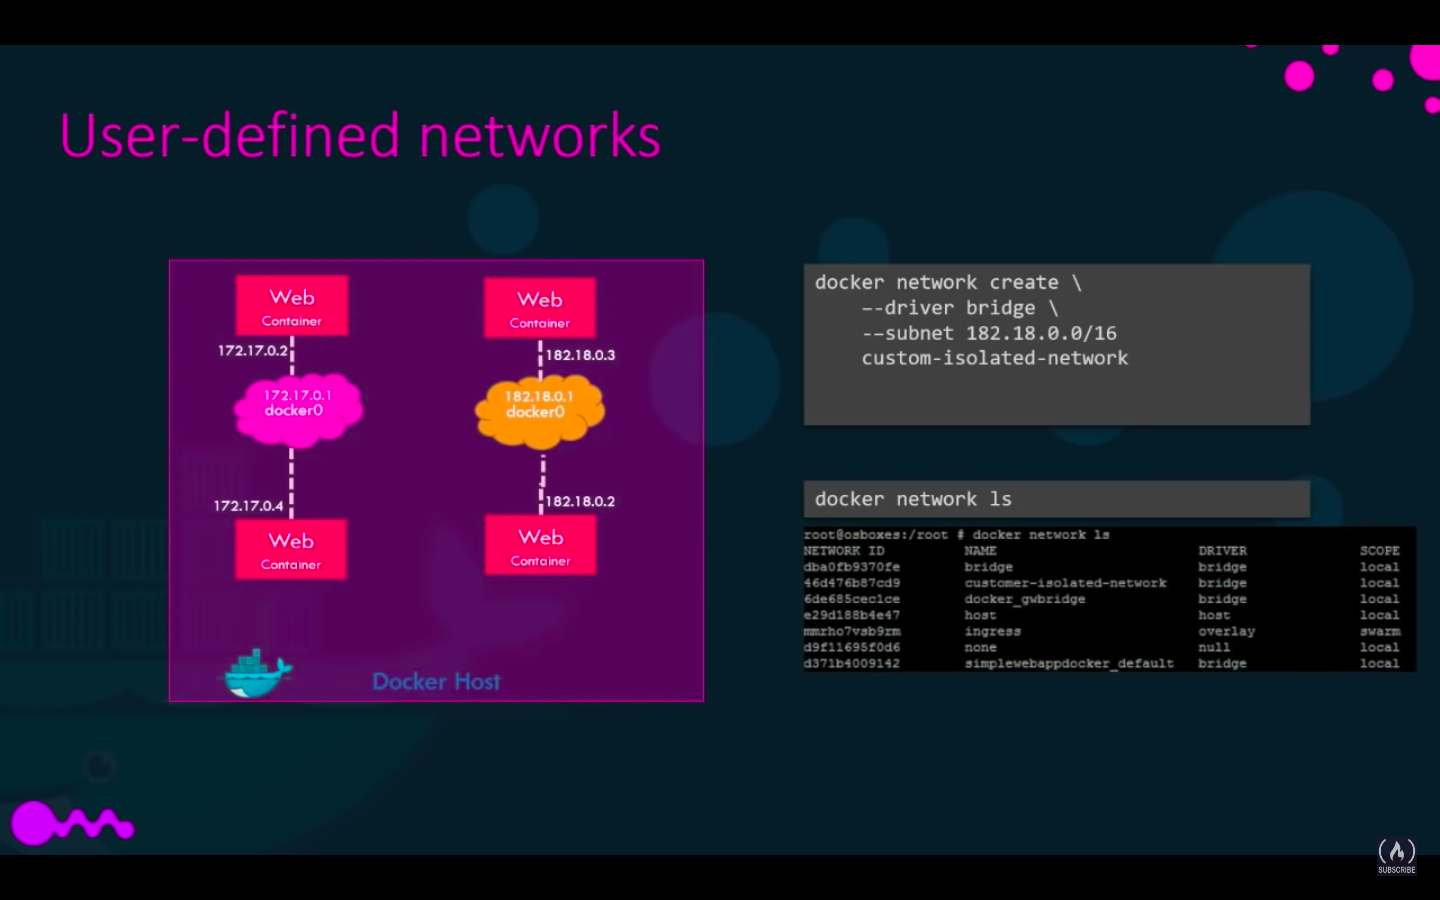 User-defined networks
Web
Container
172.17.0.2
172.17.0.1
docker0
172.17.0.4
Web
Container
Web
Container
182.18.0.3
182.18.0.1
docker0
182.18.0.2
Web
Container
Docker Host
docker network create \
--driver bridge \
--subnet 182.18.0.0/16
custom-isolated-network
docker network ls
root@osboxes:/root # docker network ls
NETWORK ID NAME DRIVER SCOPE
dba0fb9370fe bridge bridge local
46d476b87cd9 customer-isolated-network bridge local
6de685cec1ce docker_gwbridge bridge local
e29d188b4e47 host host local
mmrho7vsb9rm ingress overlay swarm
d9f11695f0d6 none null local
d371b4009142 simplewebappdocker_default bridge local
SUBSCRIBE